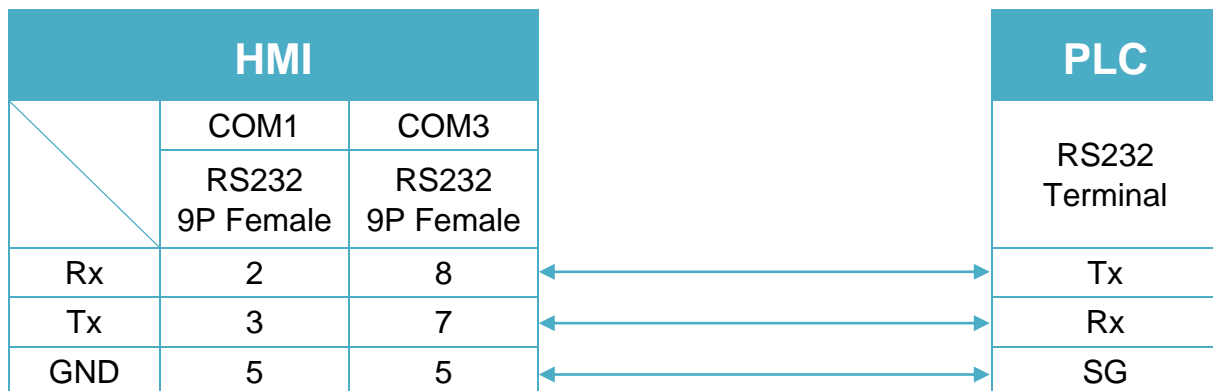 HMI PLC
COM1 COM3
RS232
9P Female
RS232
9P Female
RS232
Terminal
Rx 2 8 Tx
Tx 3 7 Rx
GND 5 5 SG